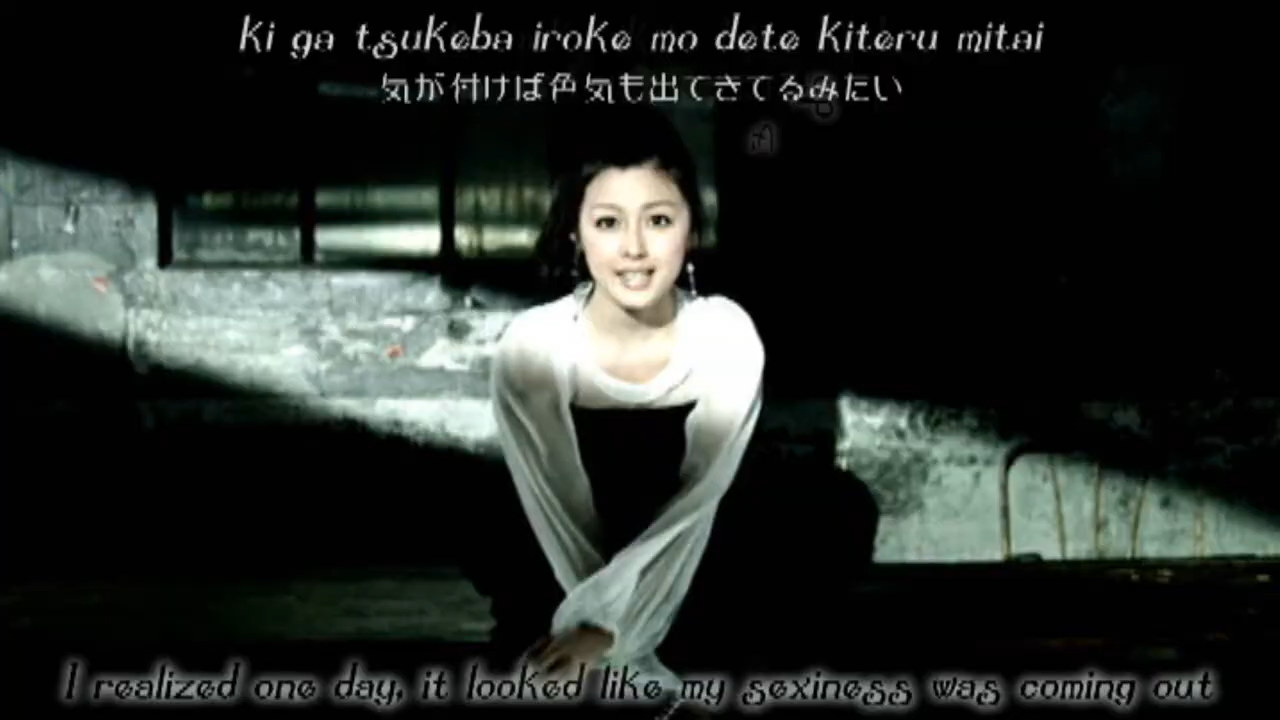 ki ga tsukeba iroke mo dete kiteru mitai
気が付けば色気も出てきてるみたい
I realized one day, it looked like my sexiness was coming out